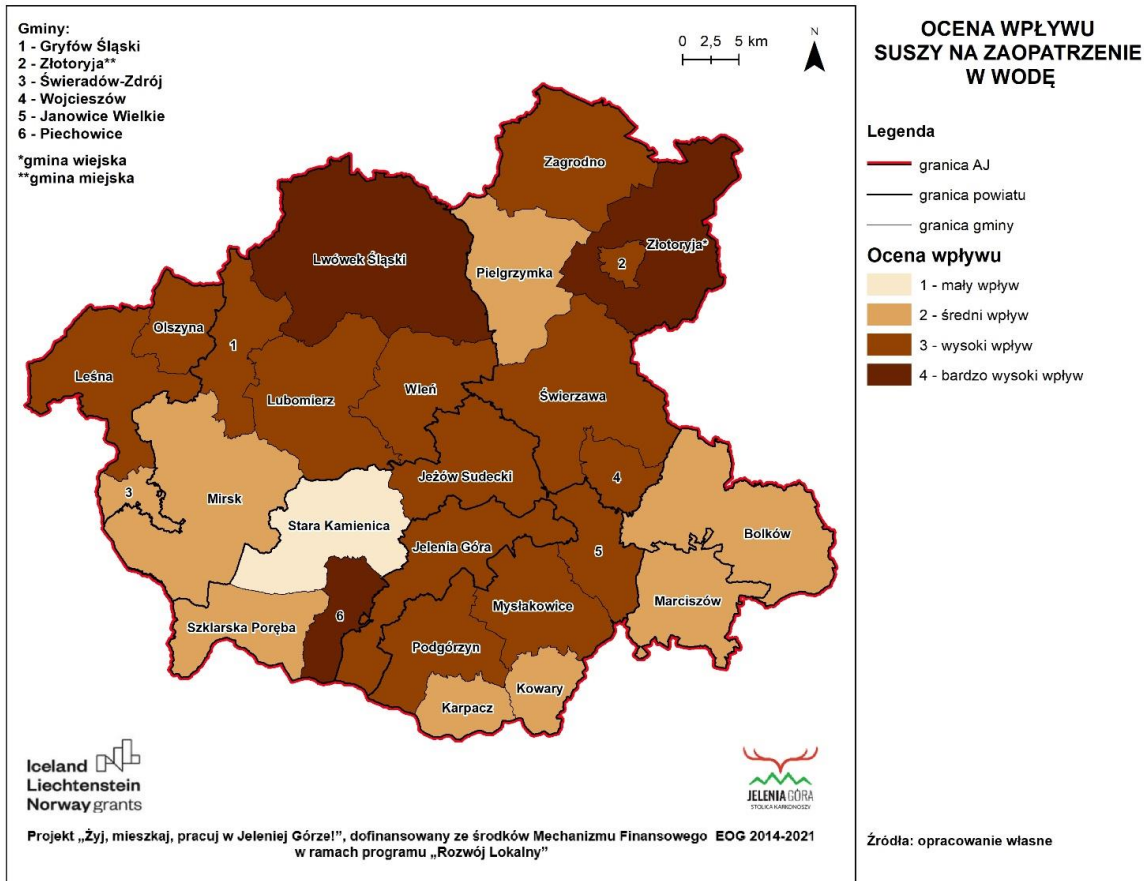 Gminy:
1 - Gryfów Śląski
2 - Złotoryja**
3 - Świeradów-Zdrój
4 - Wojcieszów
5 - Janowice Wielkie
6 - Piechowice
*gmina wiejska
**gmina miejska
0 2,5 5 km
N
OCENA WPŁYWU
SUSZY NA ZAOPATRZENIE
W WODĘ
Legenda
granica AJ
granica powiatu
granica gminy
Ocena wpływu
1 - mały wpływ
2 - średni wpływ
3 - wysoki wpływ
4 - bardzo wysoki wpływ
Zagrodno
Złotoryja*
2
Lwówek Śląski
Pielgrzymka
Olszyna
1
Leśna
Lubomierz
Wleń
Świerzawa
Jeżów Sudecki
4
3
Mirsk
Stara Kamienica
Jelenia Góra
5
Bolków
Marciszów
Mysłakowice
6
Szklarska Poręba
Podgórzyn
Kowary
Karpacz
Iceland
Liechtenstein
Norway grants
JELENIA GÓRA
STOLICA KARKONOSZY
Projekt „Żyj, mieszkaj, pracuj w Jeleniej Górze!”, dofinansowany ze środków Mechanizmu Finansowego EOG 2014-2021
w ramach programu „Rozwój Lokalny”
Źródła: opracowanie własne